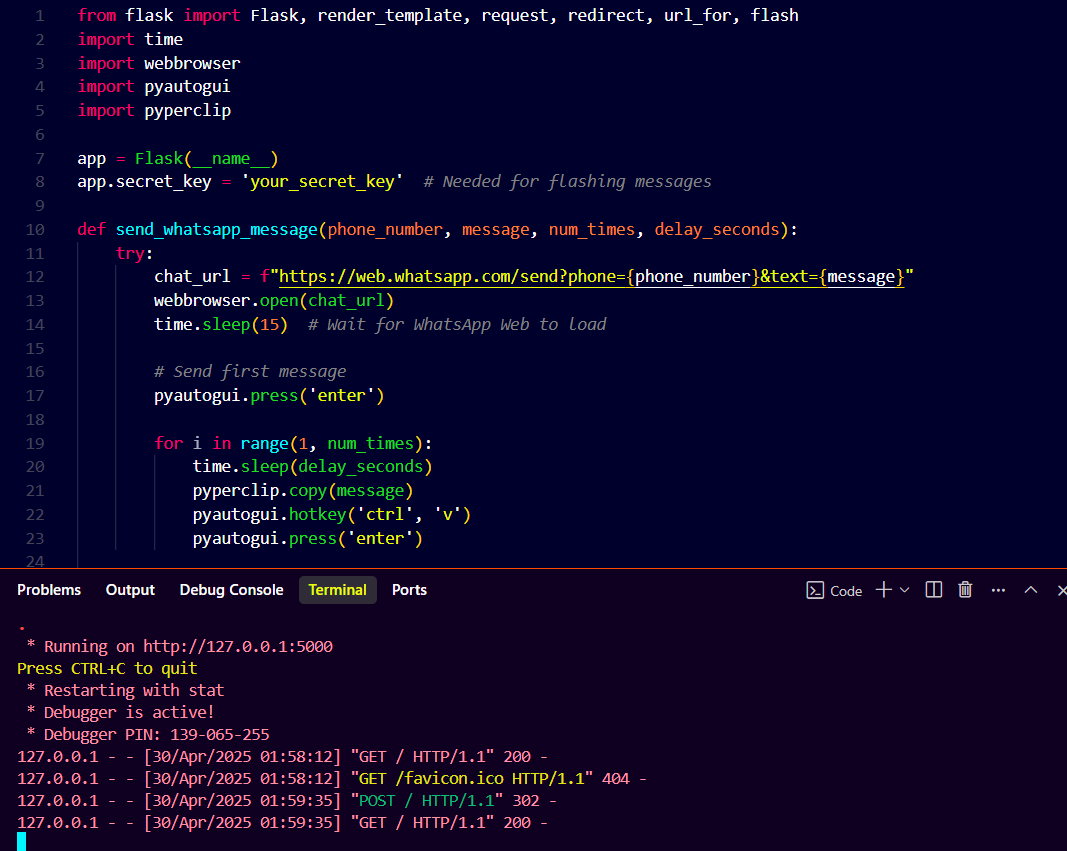 1 from flask import Flask, render_template, request, redirect, url_for, flash
2 import time
3 import webbrowser
4 import pyautogui
5 import pyperclip
6
7 app = Flask(__name__)
8 app.secret_key = 'your_secret_key'  # Needed for flashing messages
9
10 def send_whatsapp_message(phone_number, message, num_times, delay_seconds):
11     try:
12         chat_url = f"https://web.whatsapp.com/send?phone={phone_number}&text={message}"
13         webbrowser.open(chat_url)
14         time.sleep(15)  # Wait for WhatsApp Web to load
15
16         # Send first message
17         pyautogui.press('enter')
18
19         for i in range(1, num_times):
20             time.sleep(delay_seconds)
21             pyperclip.copy(message)
22             pyautogui.hotkey('ctrl', 'v')
23             pyautogui.press('enter')
24
Problems Output Debug Console Terminal Ports Code
.
 * Running on http://127.0.0.1:5000
Press CTRL+C to quit
 * Restarting with stat
 * Debugger is active!
 * Debugger PIN: 139-065-255
127.0.0.1 - - [30/Apr/2025 01:58:12] "GET / HTTP/1.1" 200 -
127.0.0.1 - - [30/Apr/2025 01:58:12] "GET /favicon.ico HTTP/1.1" 404 -
127.0.0.1 - - [30/Apr/2025 01:59:35] "POST / HTTP/1.1" 302 -
127.0.0.1 - - [30/Apr/2025 01:59:35] "GET / HTTP/1.1" 200 -